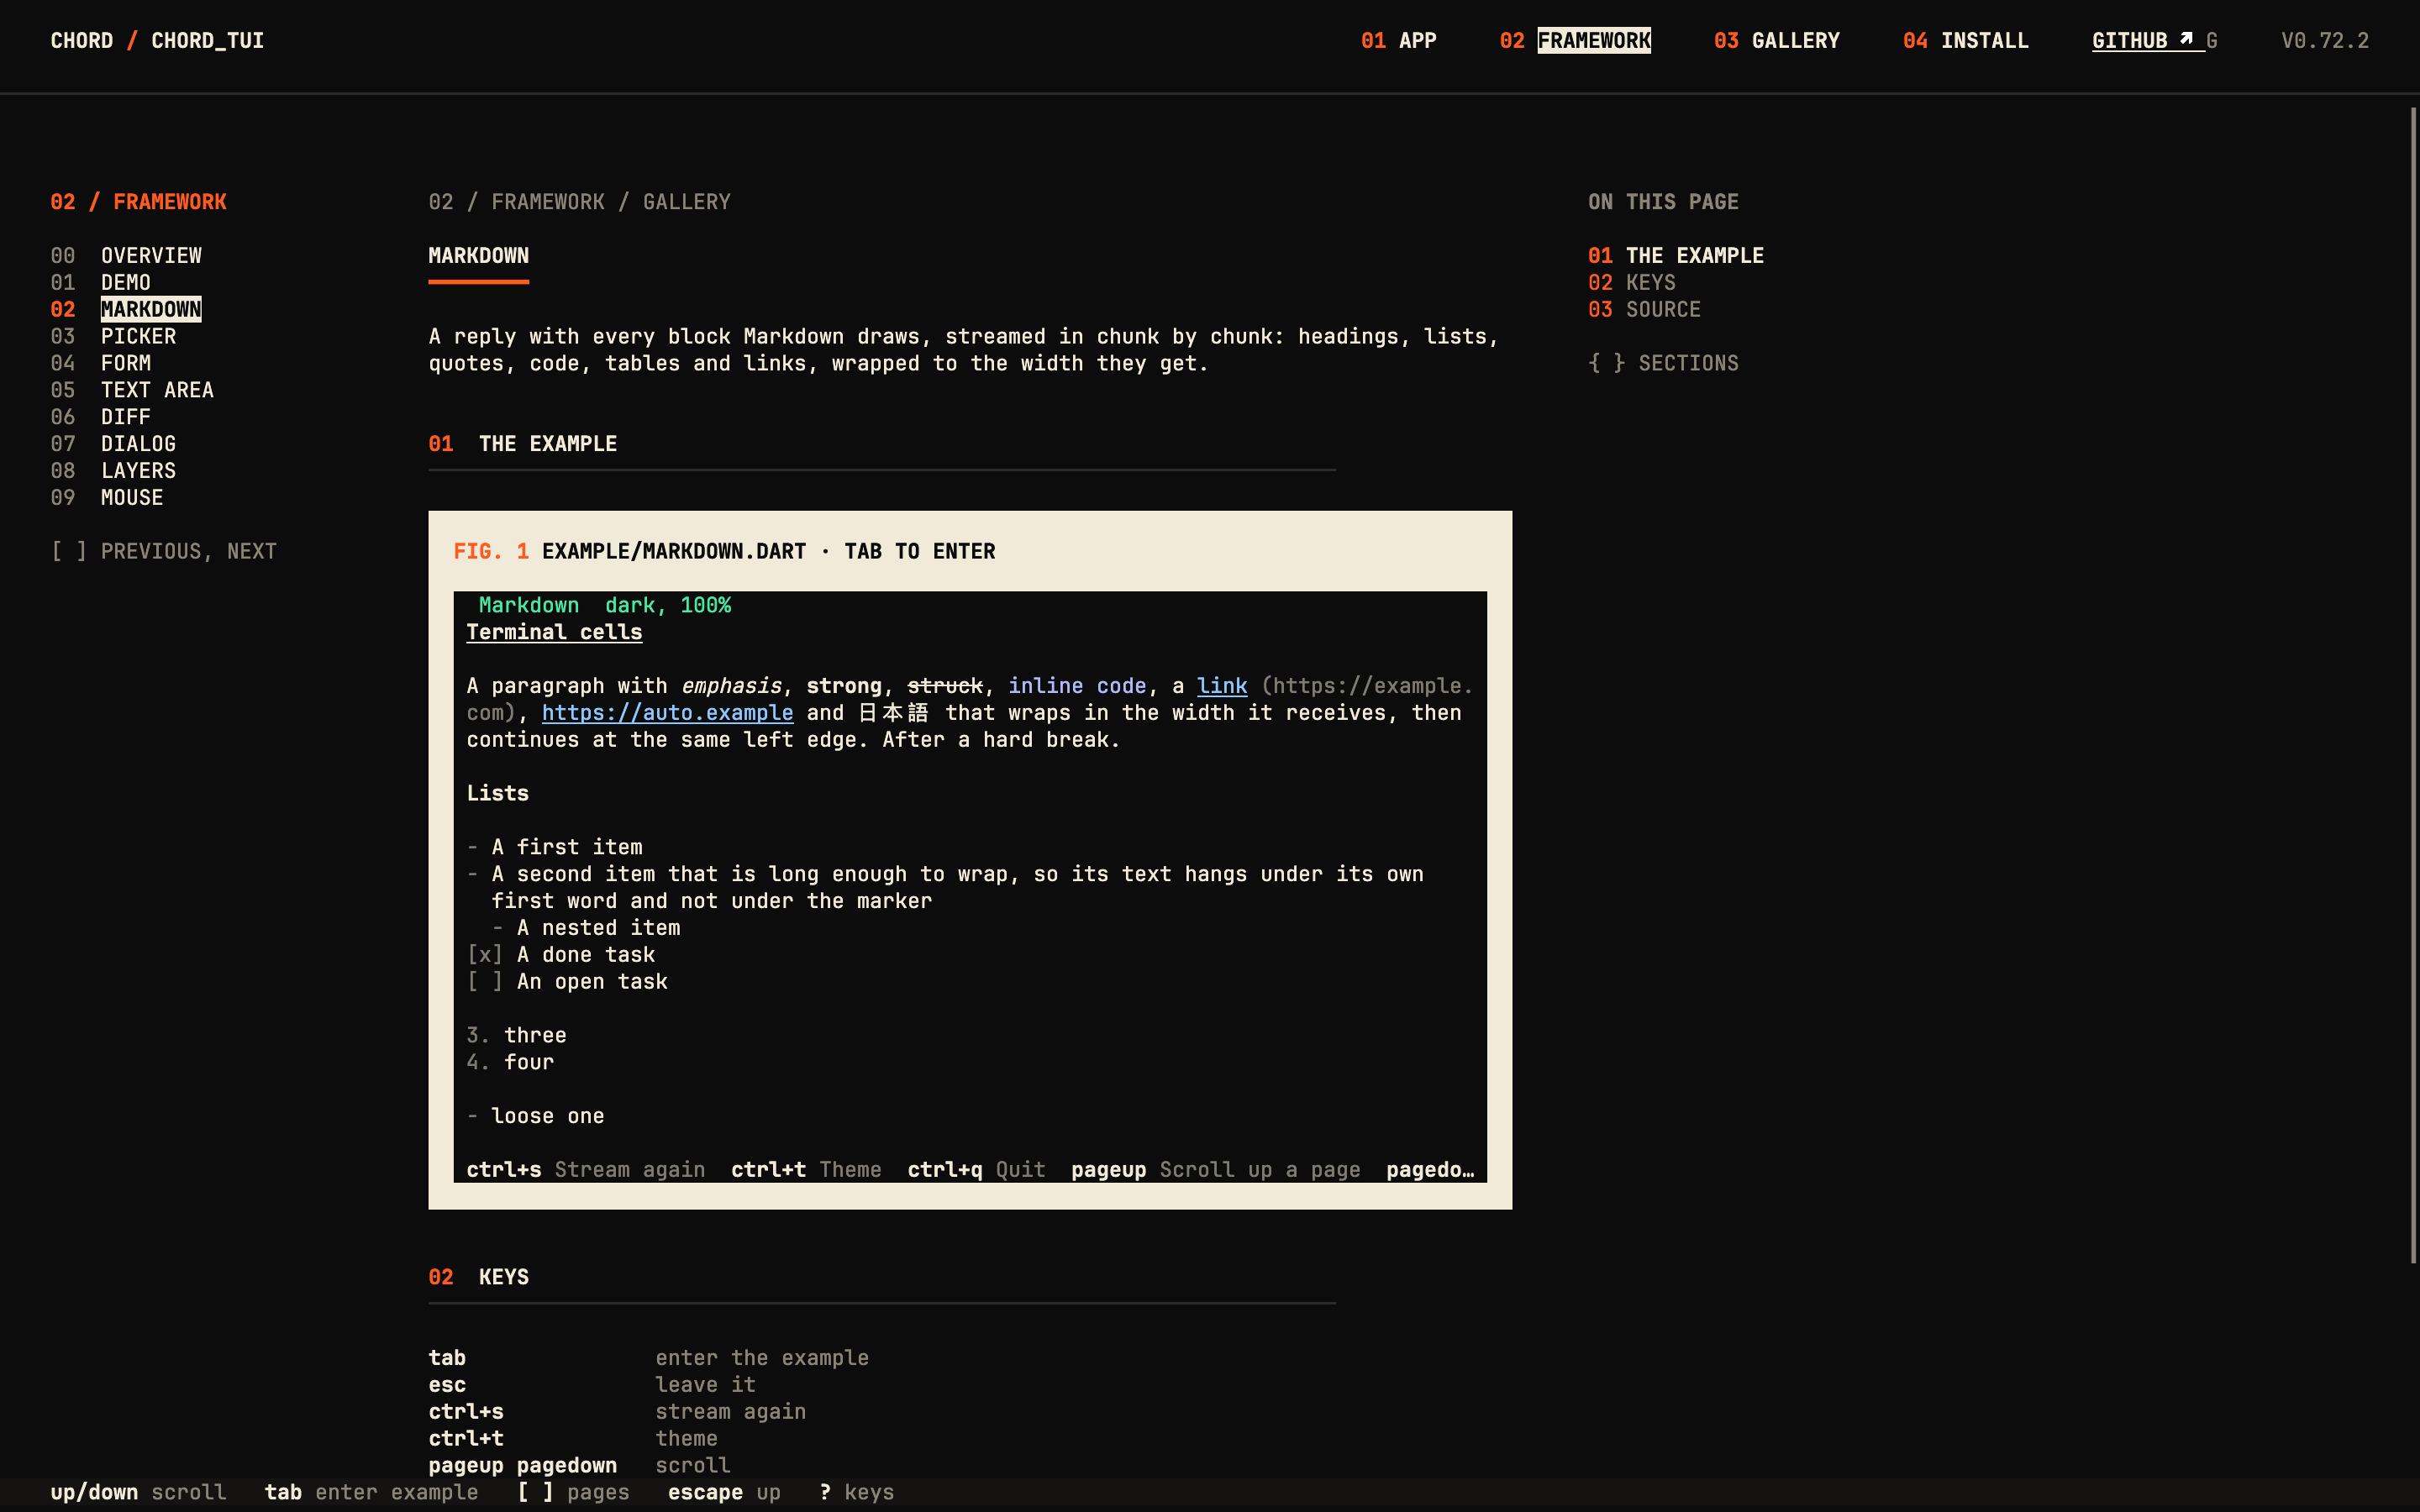 CHORD / CHORD_TUI
01 APP 02 FRAMEWORK 03 GALLERY 04 INSTALL GITHUB ↗ G V0.72.2
02 / FRAMEWORK
00 OVERVIEW
01 DEMO
02 MARKDOWN
03 PICKER
04 FORM
05 TEXT AREA
06 DIFF
07 DIALOG
08 LAYERS
09 MOUSE
[ ] PREVIOUS, NEXT
02 / FRAMEWORK / GALLERY
MARKDOWN
A reply with every block Markdown draws, streamed in chunk by chunk: headings, lists,
quotes, code, tables and links, wrapped to the width they get.
01 THE EXAMPLE
FIG. 1 EXAMPLE/MARKDOWN.DART · TAB TO ENTER
Markdown dark, 100%
Terminal cells
A paragraph with emphasis, strong, struck, inline code, a link (https://example.
com), https://auto.example and 日本語 that wraps in the width it receives, then
continues at the same left edge. After a hard break.
Lists
- A first item
- A second item that is long enough to wrap, so its text hangs under its own
first word and not under the marker
- A nested item
[x] A done task
[ ] An open task
3. three
4. four
- loose one
ctrl+s Stream again ctrl+t Theme ctrl+q Quit pageup Scroll up a page pagedo…
02 KEYS
tab enter the example
esc leave it
ctrl+s stream again
ctrl+t theme
pageup pagedown scroll
ON THIS PAGE
01 THE EXAMPLE
02 KEYS
03 SOURCE
{ } SECTIONS
up/down scroll tab enter example [ ] pages escape up ? keys